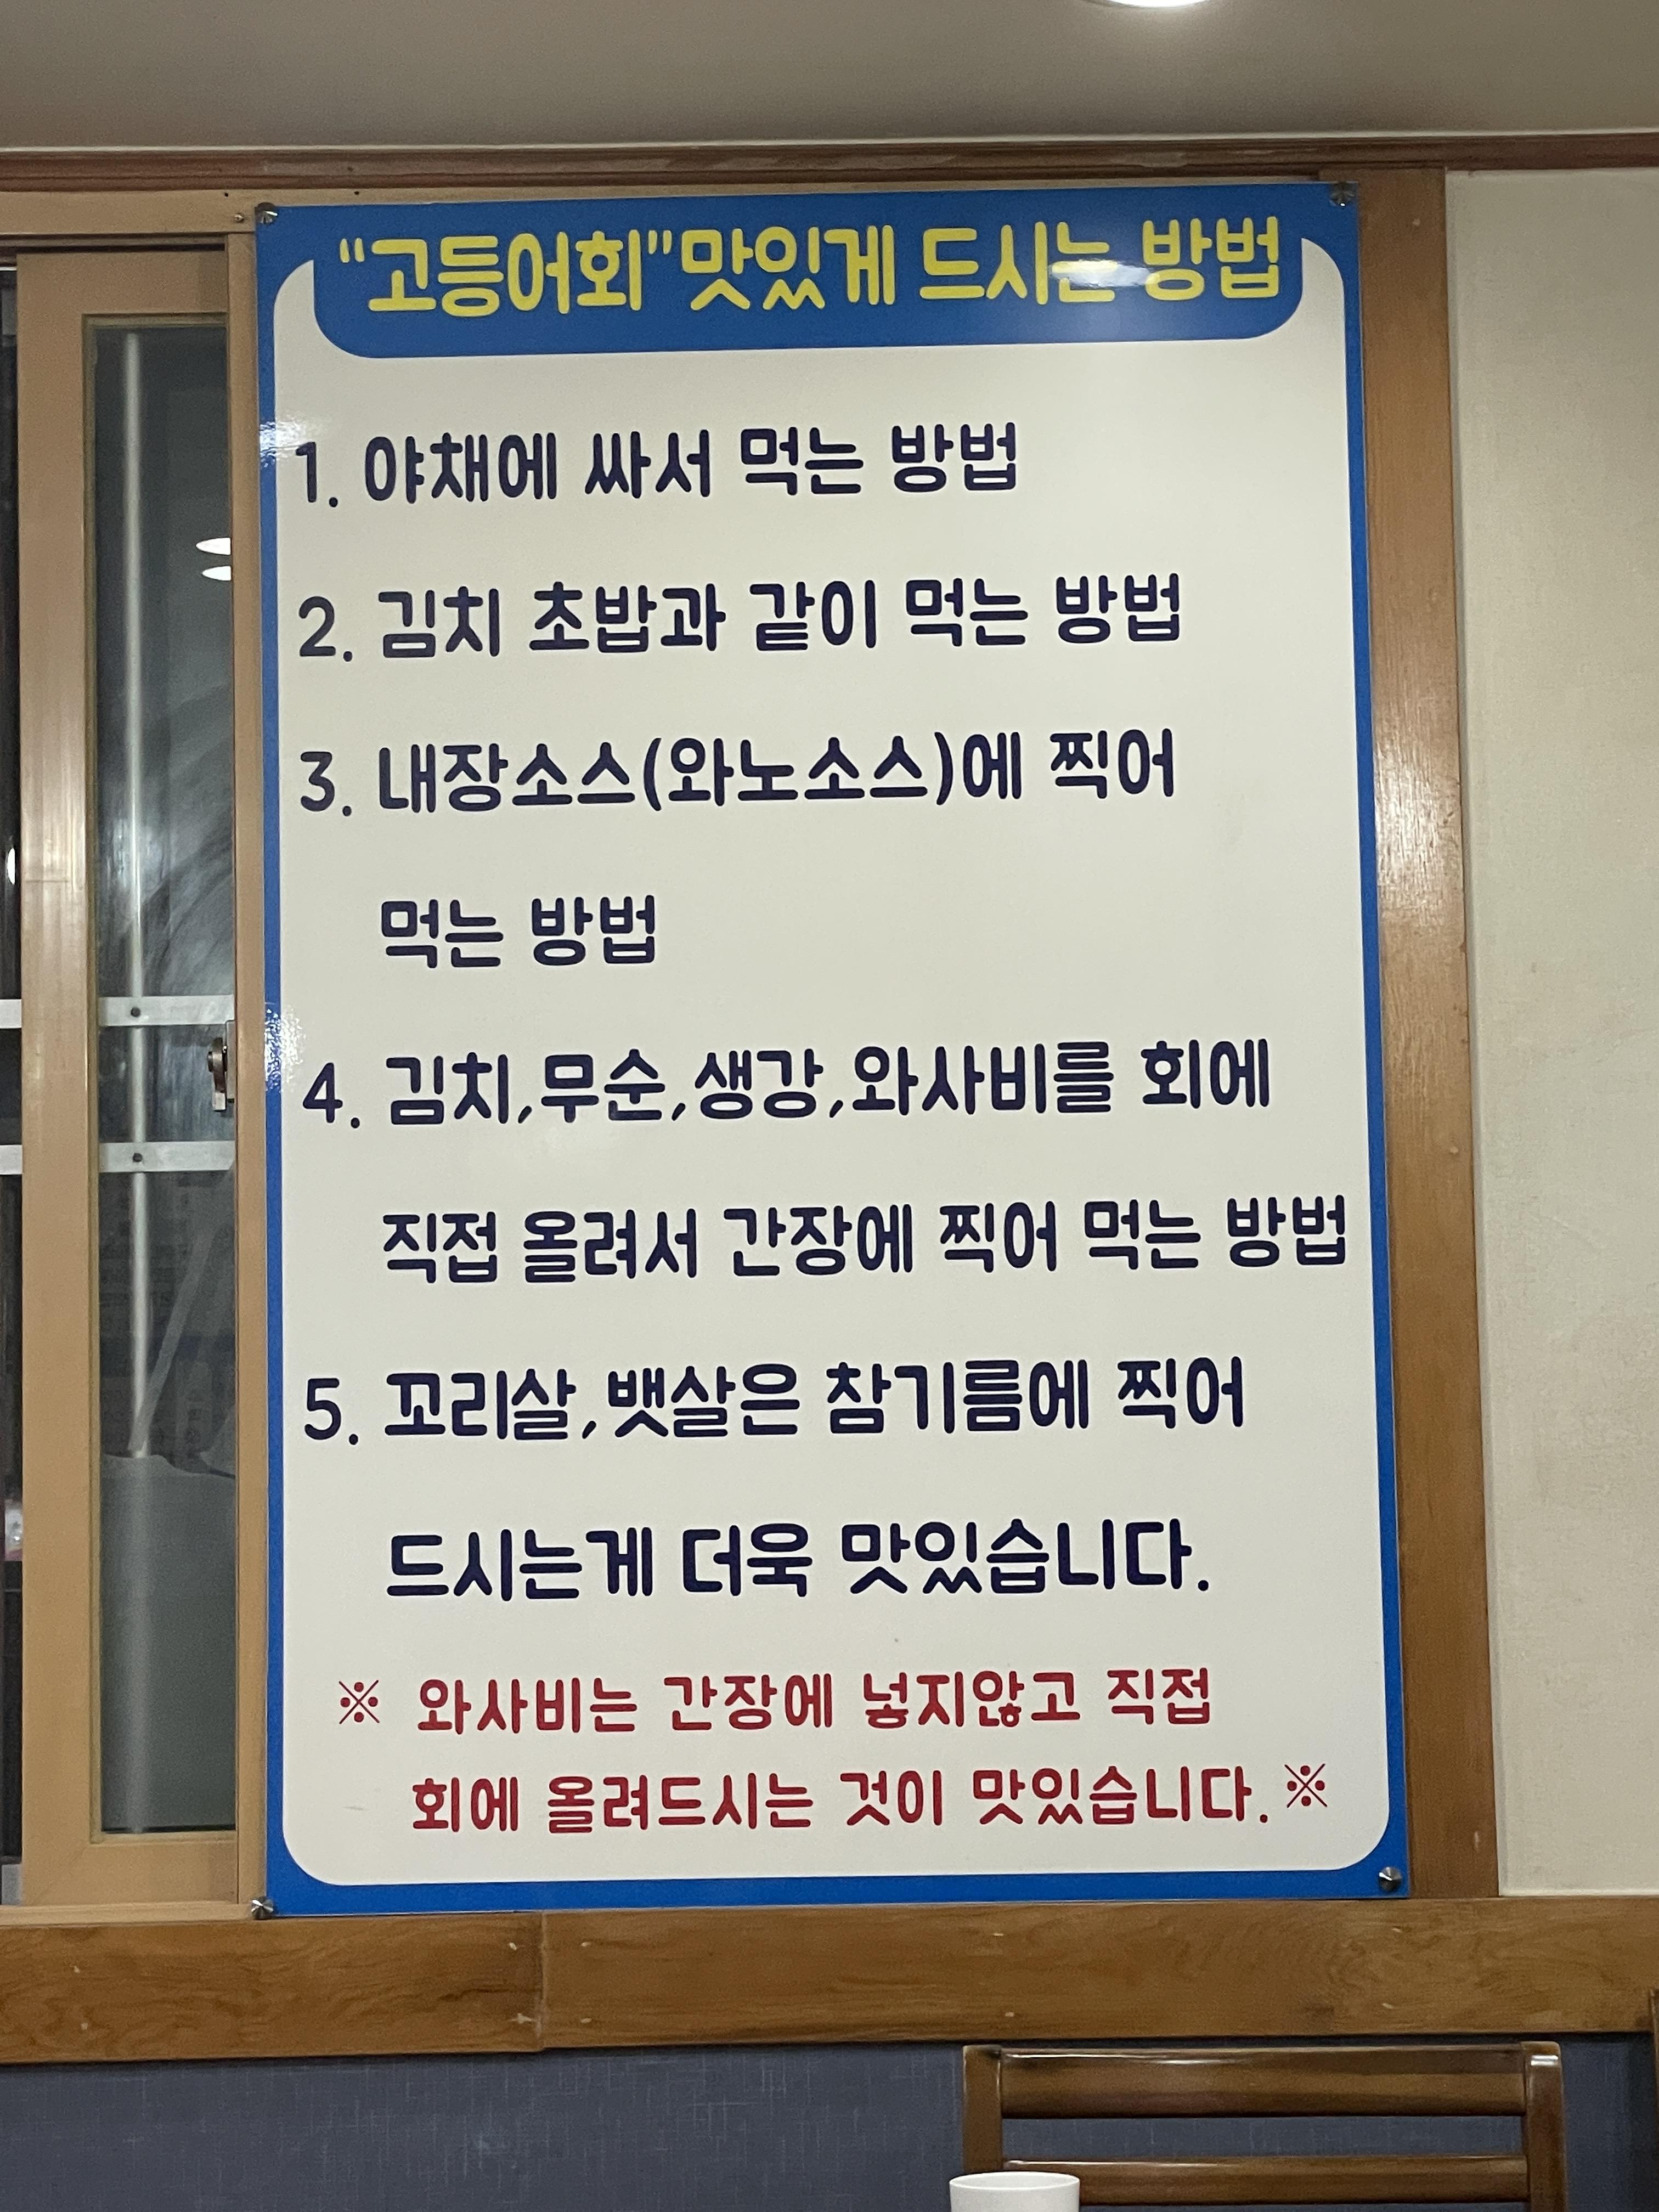 “고등어회”맛있게 드시는 방법
1. 야채에 싸서 먹는 방법
2. 김치 초밥과 같이 먹는 방법
3. 내장소스(와노소스)에 찍어
먹는 방법
4. 김치,무순,생강,와사비를 회에
직접 올려서 간장에 찍어 먹는 방법
5. 꼬리살,뱃살은 참기름에 찍어
드시는게 더욱 맛있습니다.
※ 와사비는 간장에 넣지않고 직접
회에 올려드시는 것이 맛있습니다.※